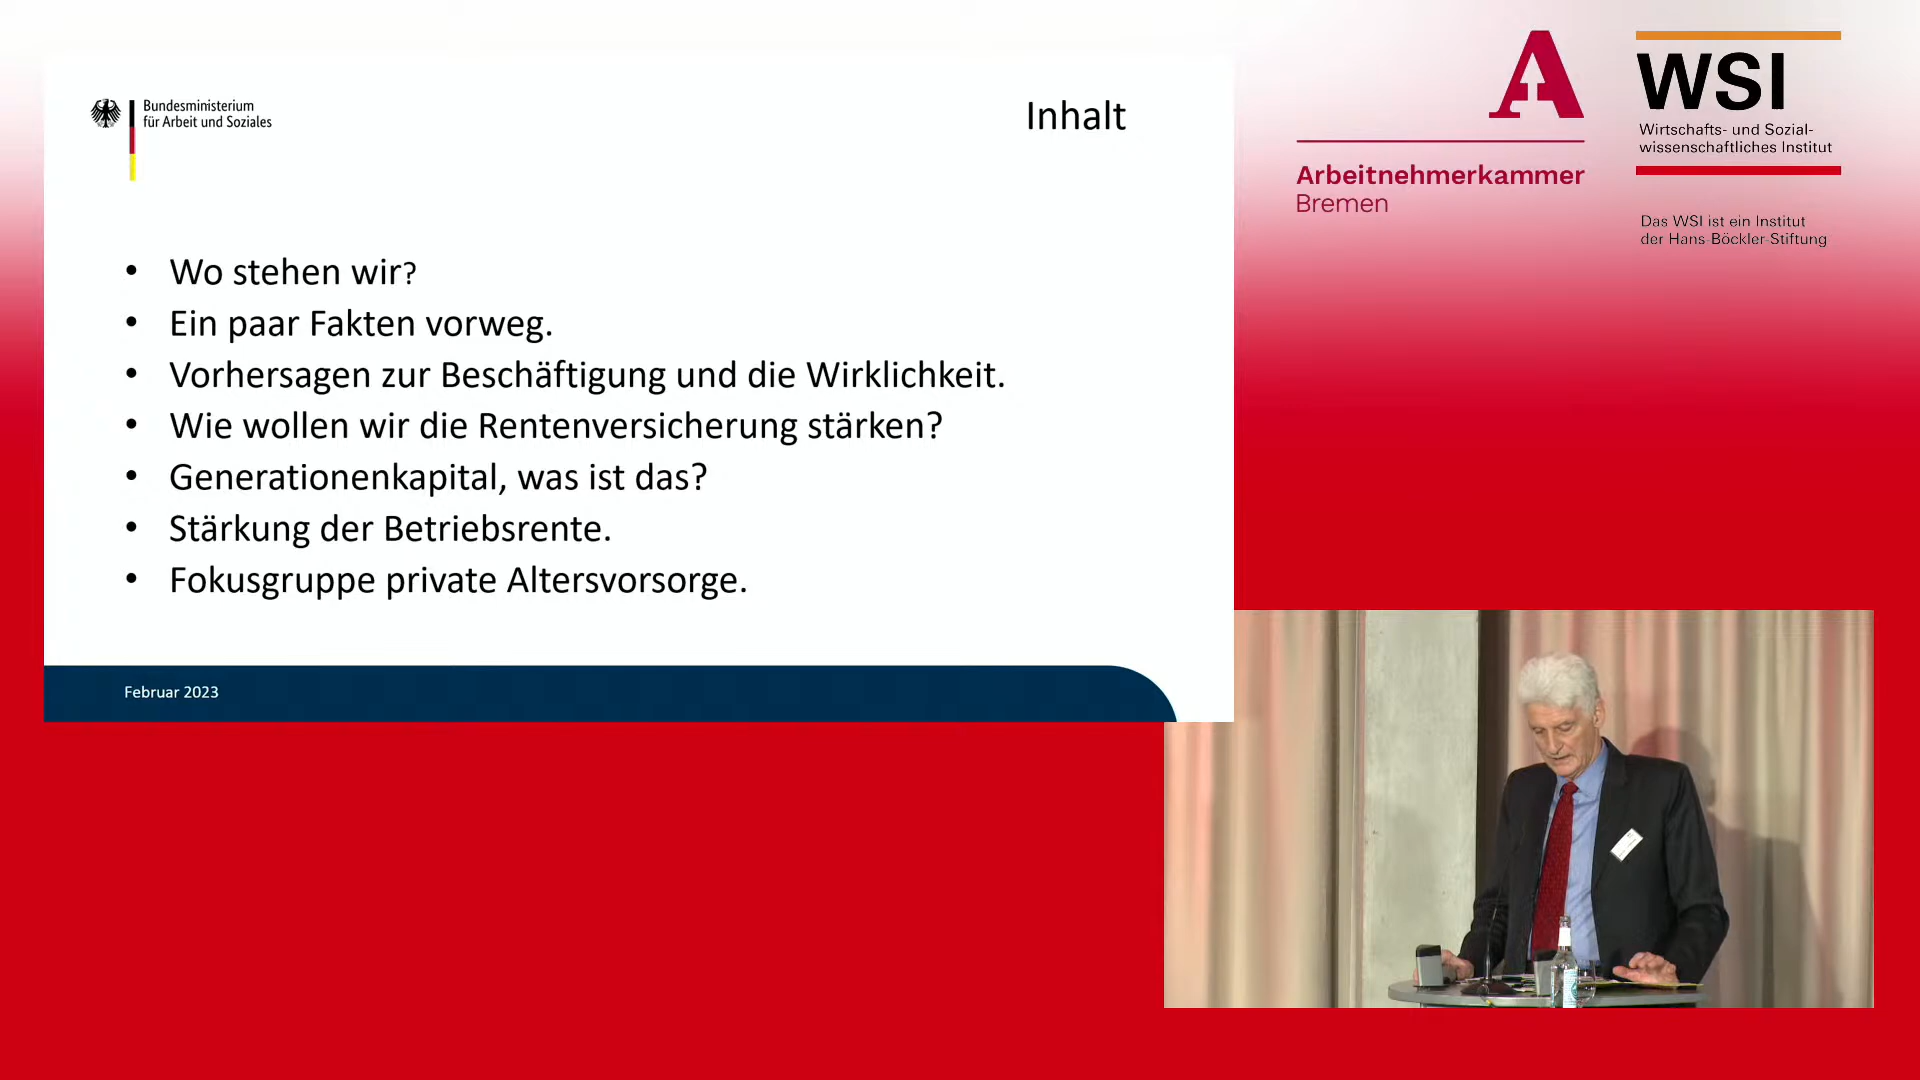 Bundesministerium
für Arbeit und Soziales
Inhalt
• Wo stehen wir?
• Ein paar Fakten vorweg.
• Vorhersagen zur Beschäftigung und die Wirklichkeit.
• Wie wollen wir die Rentenversicherung stärken?
• Generationenkapital, was ist das?
• Stärkung der Betriebsrente.
• Fokusgruppe private Altersvorsorge.
Februar 2023
A
Arbeitnehmerkammer
Bremen
WSI
Wirtschafts- und Sozial-
wissenschaftliches Institut
Das WSI ist ein Institut
der Hans-Böckler-Stiftung